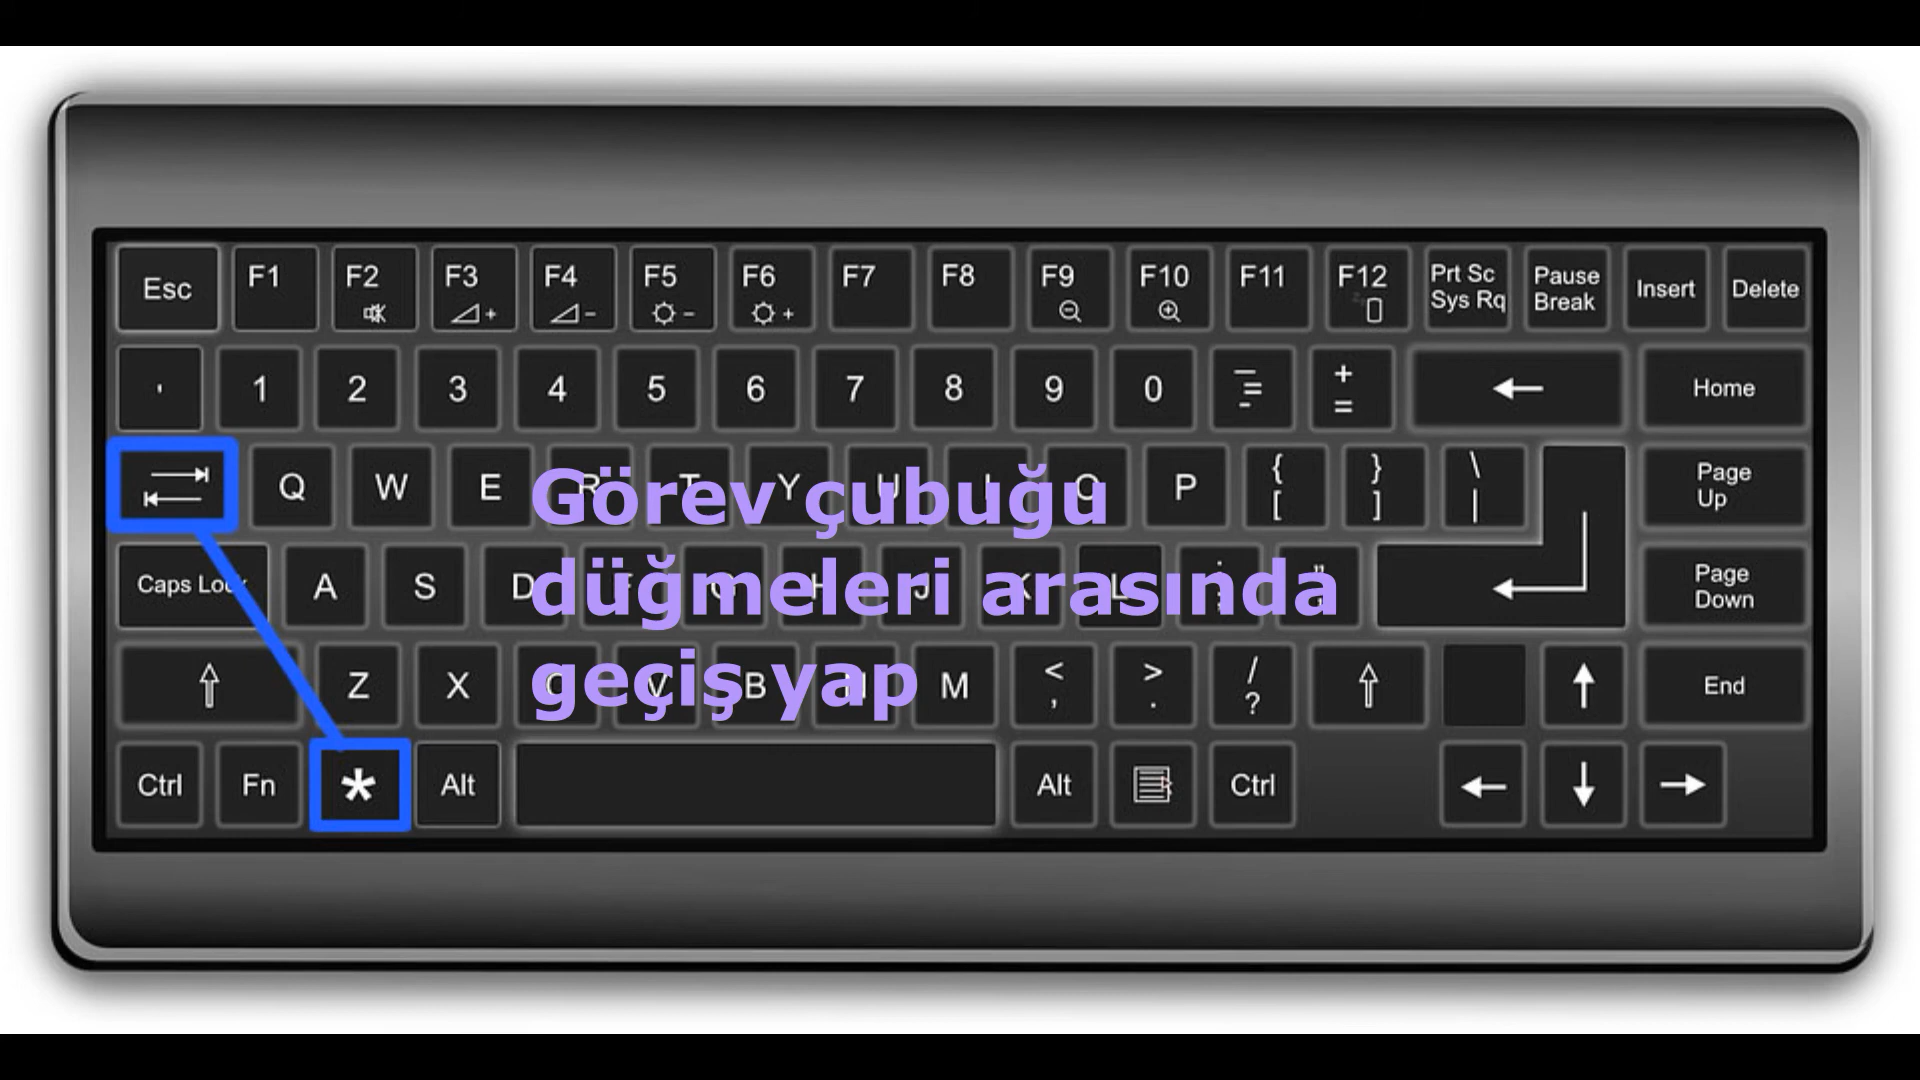 Esc F1 F2 F3 + F4 - F5 - F6 + F7 F8 F9 F10 F11 F12 Prt Sc Sys Rq Pause Break Insert Delete
' 1 2 3 4 5 6 7 8 9 0 - = - + = ← Home
Q W E R T Y U I O P { [ } ] \ | Page Up
Görev çubuğu
Caps Lock A S D F G H J K L : ; " ' ← Page Down
düğmeleri arasında
⇧ Z X C V B N M < , > . / ? ⇧ ↑ End
geçiş yap
Ctrl Fn * Alt Alt Ctrl ← ↓ →